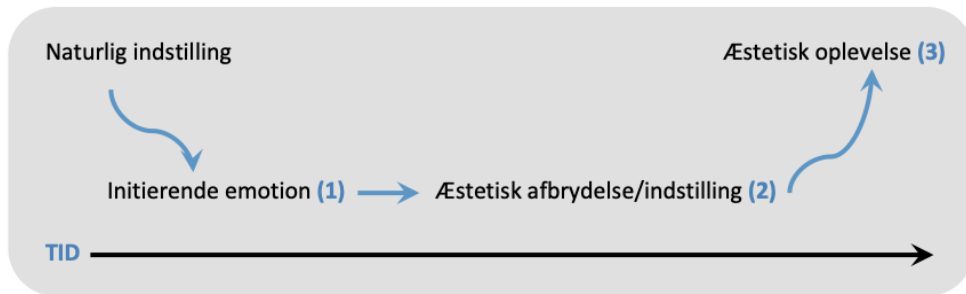 Naturlig indstilling
Æstetisk oplevelse (3)
Initierende emotion (1)
Æstetisk afbrydelse/indstilling (2)
TID